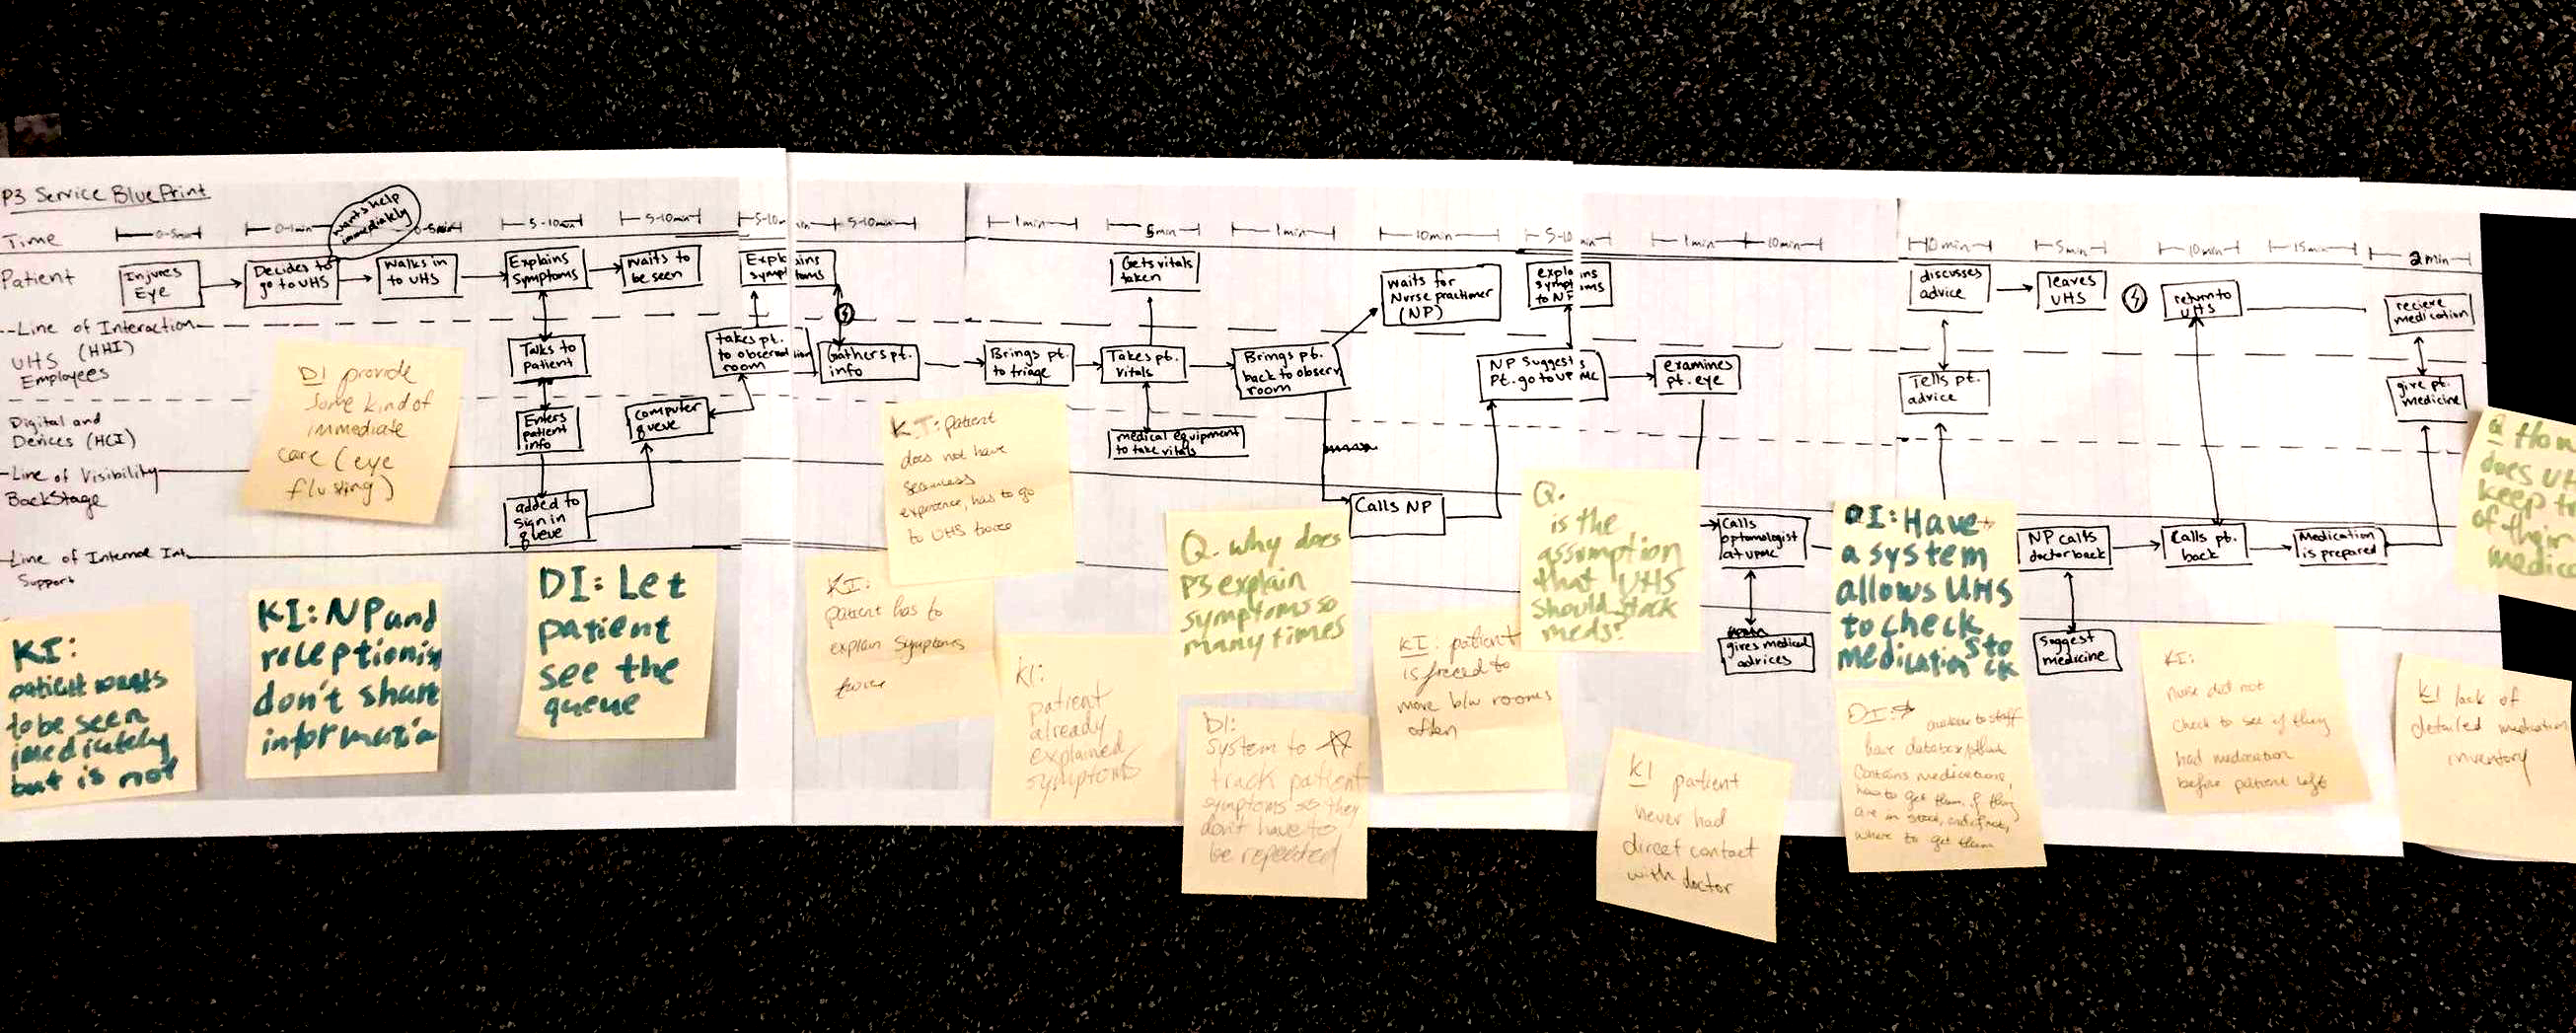 P3 Service BluePrint
wants help
immediately
Time
0-5min
0-1min
0-5min
5-10min
5-10min
5-10min
5-10min
1min
5min
1min
10min
5-10min
1min
10min
10min
5min
10min
15min
2min
Patient
Injures
Eye
Decides to
go to UHS
Walks in
to UHS
Explains
Symptoms
waits to
be seen
Explains
symptoms
Gets vitals
taken
waits for
Nurse practioner
(NP)
explains
symptoms
to NP
discusses
advice
leaves
UHS
return to
UHS
recieve
medication
--Line of Interaction
UHS (HHI)
Employees
Talks to
patient
takes pt.
to observation
room
Gathers pt.
info
Brings pt.
to triage
Takes pt.
vitals
Brings pt.
back to observ
room
NP Suggests
Pt. go to UPMC
examines
pt. eye
Tells pt.
advice
give pt.
medicine
Digital and
Devices (HCI)
Enters
patient
info
computer
queue
medical equipment
to take vitals
-Line of Visibility
BackStage
added to
sign in
queue
Calls NP
Calls
optomologist
at UPMC
NP calls
doctor back
Calls pt.
back
Medication
is prepared
-Line of Internal Int.
Support
gives medical
advices
Suggest
medicine
DI provide
some kind of
immediate
care (eye
flusting)
KI:
patient wants
to be seen
imediately
but is not
KI: NP and
receptionis
don't share
informatio
DI: Let
patient
see the
queue
KI: patient
does not have
seamless
experience, has to go
to UHS twice
KI:
patient has to
explain symptoms
twice
KI:
patient
already
explained
symptoms
Q. why does
P3 explain
symptoms so
many times
DI:
System to
track patient
symptoms so they
don't have to
be repeated
KI: patient
is forced to
move b/w rooms
often
Q.
is the
assumption
that UHS
should stock
meds?
KI patient
never had
direct contact
with doctor
DI: Have
a system
allows UHS
to check
medication stock
DI:
to staff
have database that
contains medications,
how to get them if they
are in stock, and if not,
where to get them
KI:
nurse did not
check to see if they
had medication
before patient left
KI lack of
detailed medication
inventory
Q How
does UH
keep tr
of their
medica